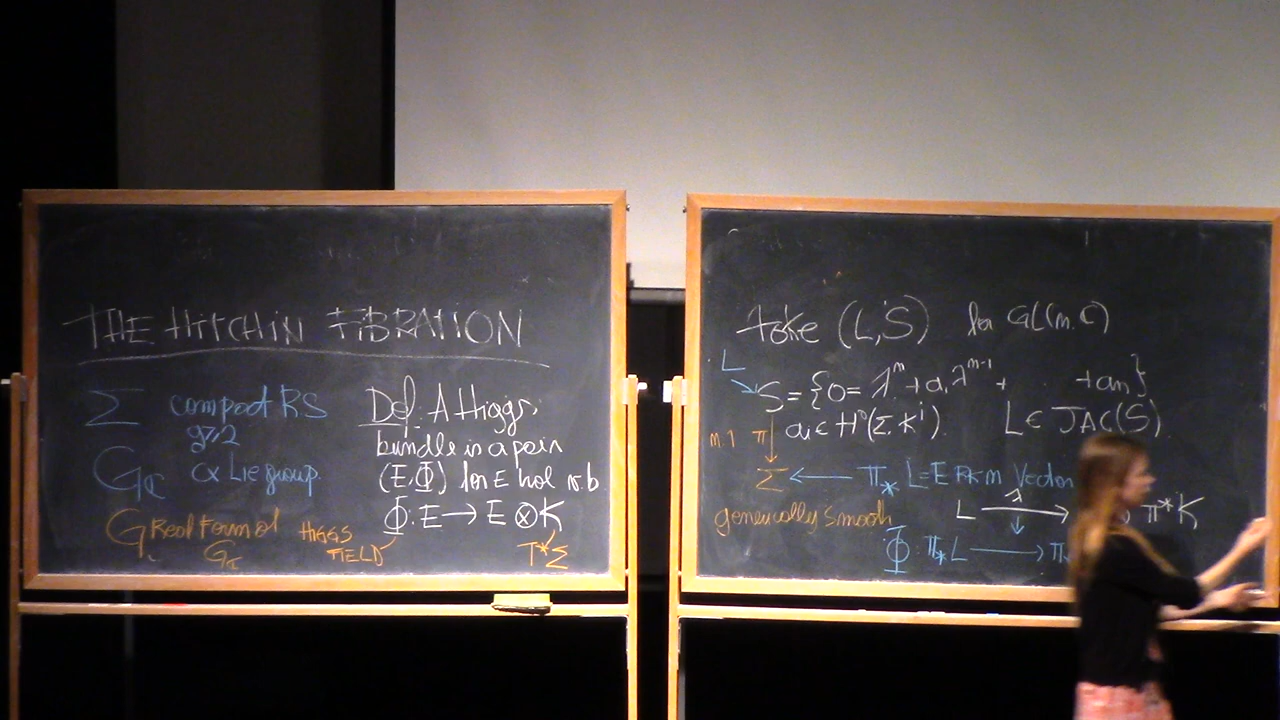 THE HITCHIN FIBRATION
Σ compact RS
g≥2
G_ℂ cx Lie group
G Real Form of
G_ℂ
Def: A Higgs
bundle is a pair
(E,Φ) for E hol v.b
Φ: E → E ⊗ K
HIGGS
FIELD
T*Σ
take (L,S) for GL(m.ℂ)
L
S = {0 = λ^m + a₁λ^{m-1} + . . +a_m}
a_i ∈ H⁰(Σ,K^i) L ∈ JAC(S)
m:1 π
Σ ← π_* L = E rk m Vector
generically smooth
L λ→ π*K
Φ: π_* L → π